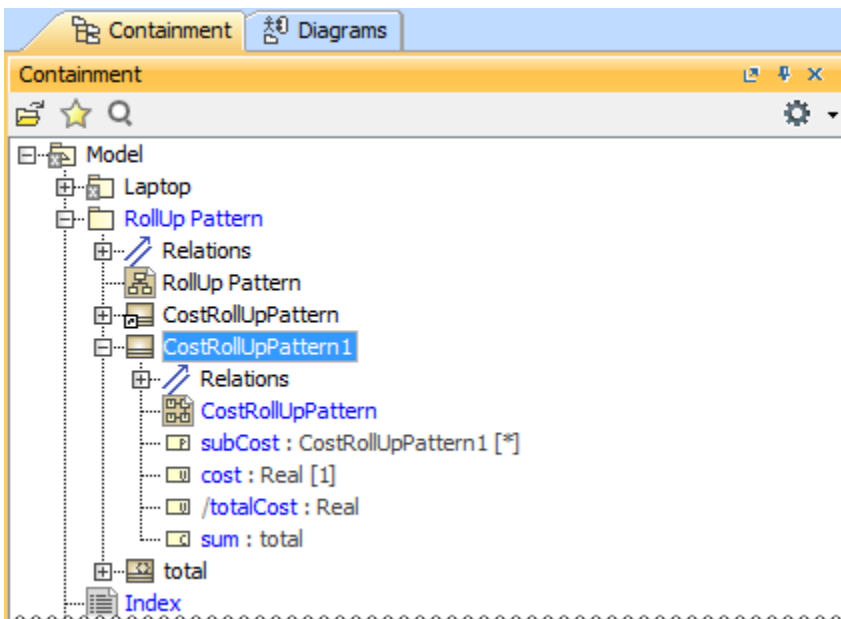 Containment Diagrams
Containment
Model
Laptop
RollUp Pattern
Relations
RollUp Pattern
CostRollUpPattern
CostRollUpPattern1
Relations
CostRollUpPattern
subCost : CostRollUpPattern1 [*]
cost : Real [1]
/totalCost : Real
sum : total
total
Index